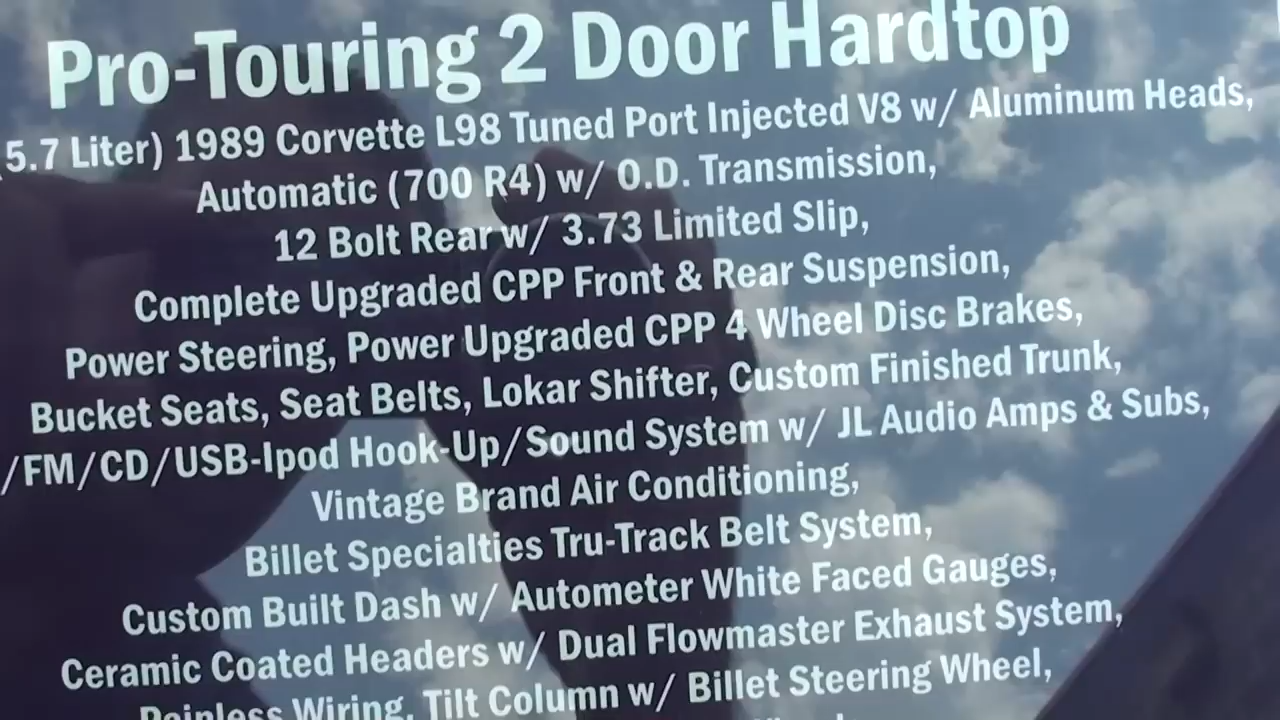 Pro-Touring 2 Door Hardtop
5.7 Liter) 1989 Corvette L98 Tuned Port Injected V8 w/ Aluminum Heads,
Automatic (700 R4) w/ O.D. Transmission,
12 Bolt Rear w/ 3.73 Limited Slip,
Complete Upgraded CPP Front & Rear Suspension,
Power Steering, Power Upgraded CPP 4 Wheel Disc Brakes,
Bucket Seats, Seat Belts, Lokar Shifter, Custom Finished Trunk,
/FM/CD/USB-Ipod Hook-Up/Sound System w/ JL Audio Amps & Subs,
Vintage Brand Air Conditioning,
Billet Specialties Tru-Track Belt System,
Custom Built Dash w/ Autometer White Faced Gauges,
Ceramic Coated Headers w/ Dual Flowmaster Exhaust System,
Painless Wiring, Tilt Column w/ Billet Steering Wheel,